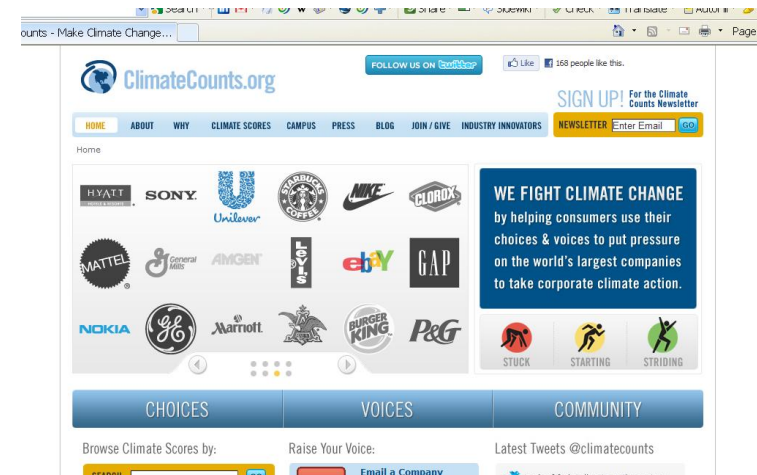 Search
Share
Sidewiki
Check
Translate
AutoFill
ounts - Make Climate Change...
Page
ClimateCounts.org
FOLLOW US ON twitter
Like
168 people like this.
SIGN UP! For the Climate
Counts Newsletter
HOME ABOUT WHY CLIMATE SCORES CAMPUS PRESS BLOG JOIN / GIVE INDUSTRY INNOVATORS
NEWSLETTER Enter Email GO
Home
HYATT
SONY
Unilever
STARBUCKS COFFEE
NIKE
CLOROX
MATTEL
General Mills
AMGEN
Levi's
ebay
GAP
NOKIA
GE
Marriott
BURGER KING
P&G
WE FIGHT CLIMATE CHANGE
by helping consumers use their
choices & voices to put pressure
on the world's largest companies
to take corporate climate action.
STUCK STARTING STRIDING
CHOICES VOICES COMMUNITY
Browse Climate Scores by:
Raise Your Voice:
Latest Tweets @climatecounts
SEARCH
GO
Email a Company